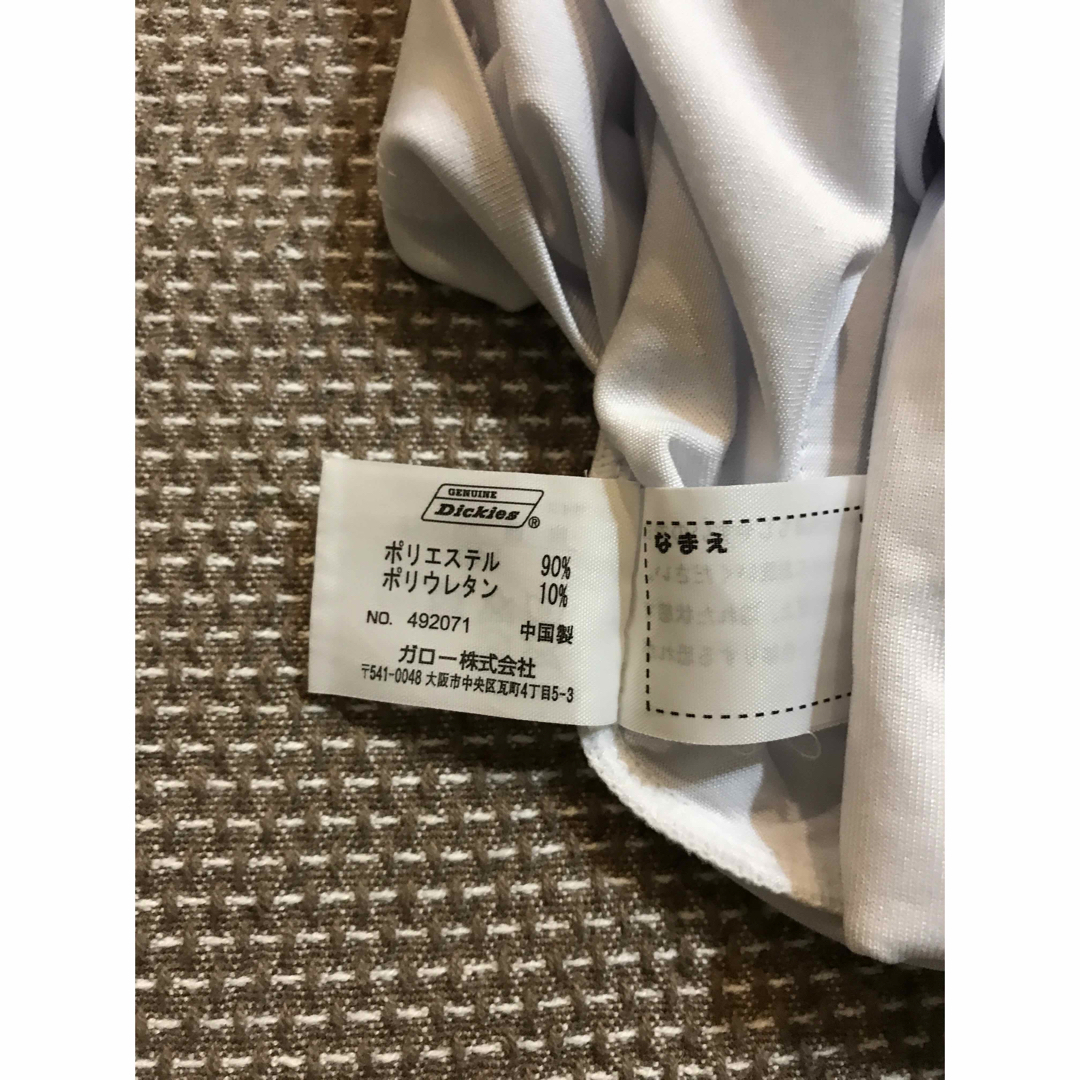 GENUINE
Dickies®
ポリエステル 90%
ポリウレタン 10%
NO. 492071 中国製
ガロー株式会社
〒541-0048 大阪市中央区瓦町4丁目5-3
なまえ